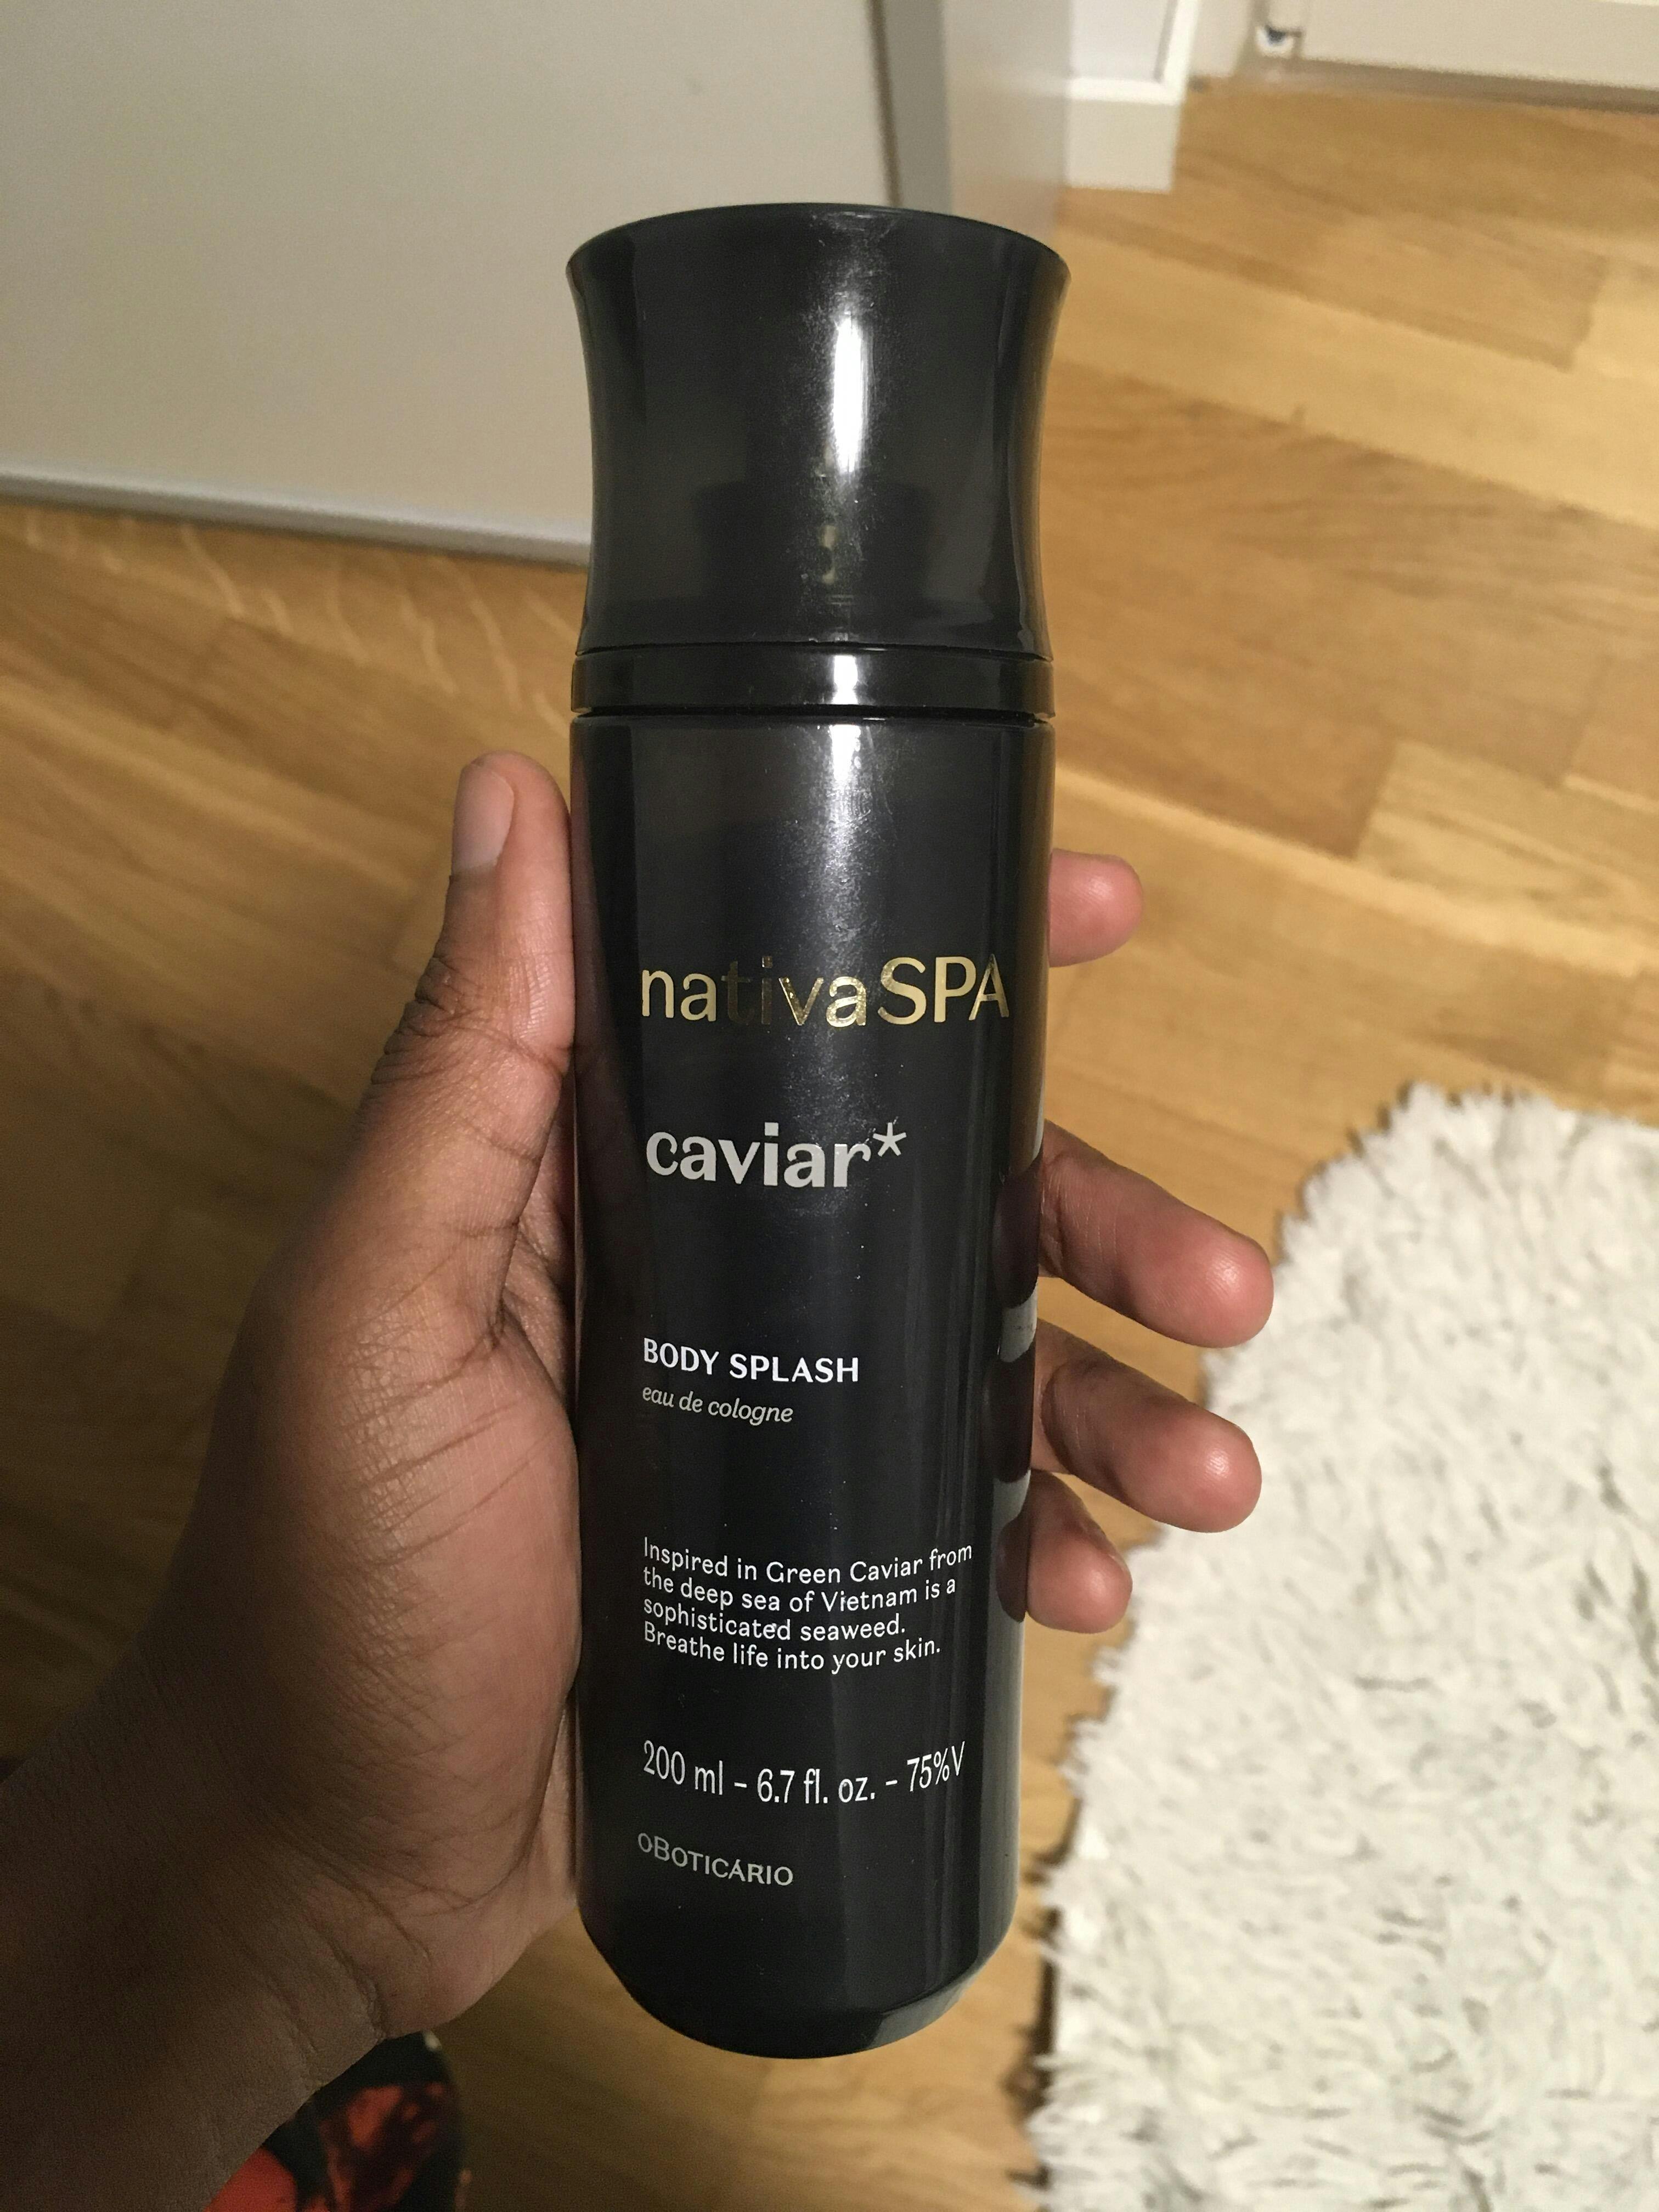 nativaSPA
caviar*
BODY SPLASH
eau de cologne
Inspired in Green Caviar from
the deep sea of Vietnam is a
sophisticated seaweed.
Breathe life into your skin.
200 ml – 6.7 fl. oz. – 75%V
oBOTICÁRIO